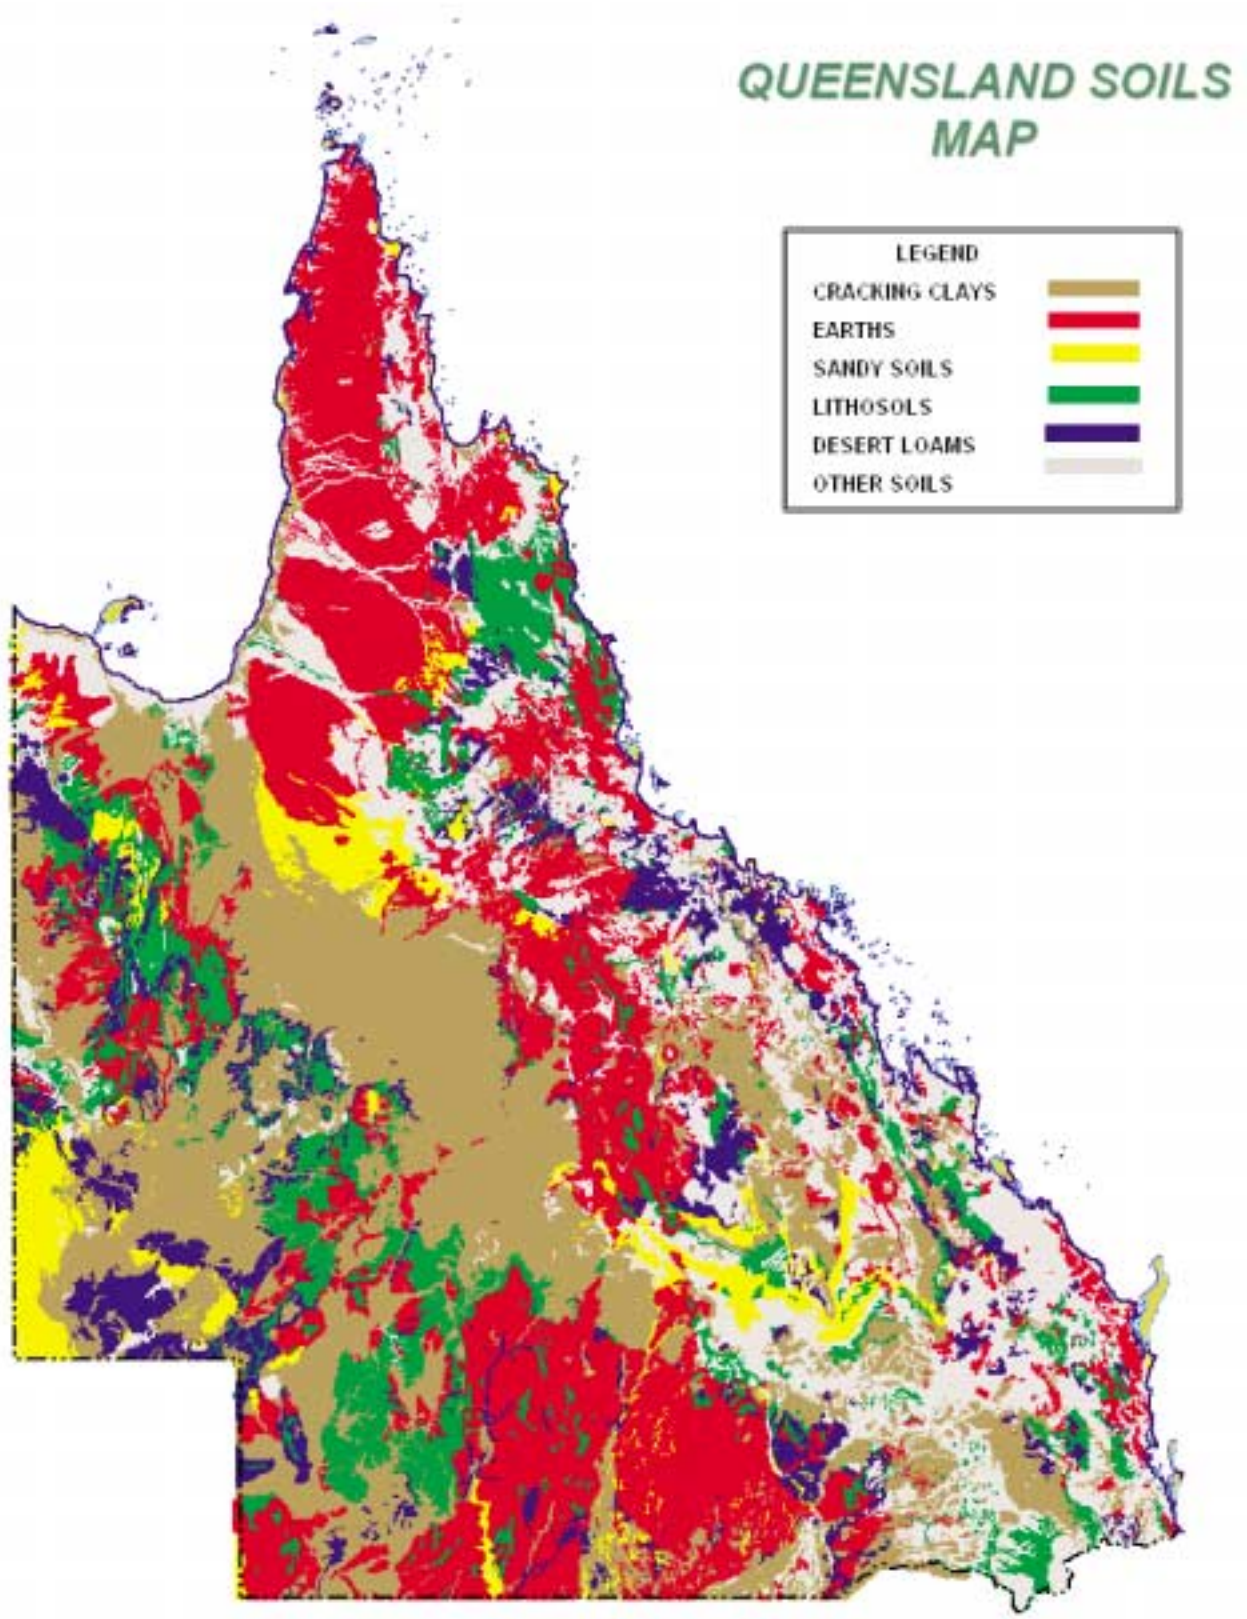 QUEENSLAND SOILS
MAP
LEGEND
CRACKING CLAYS
EARTHS
SANDY SOILS
LITHOSOLS
DESERT LOAMS
OTHER SOILS